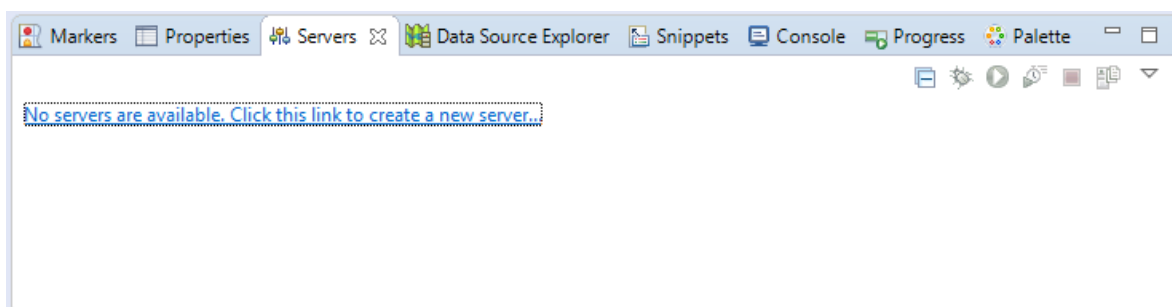 Markers Properties Servers Data Source Explorer Snippets Console Progress Palette
No servers are available. Click this link to create a new server...